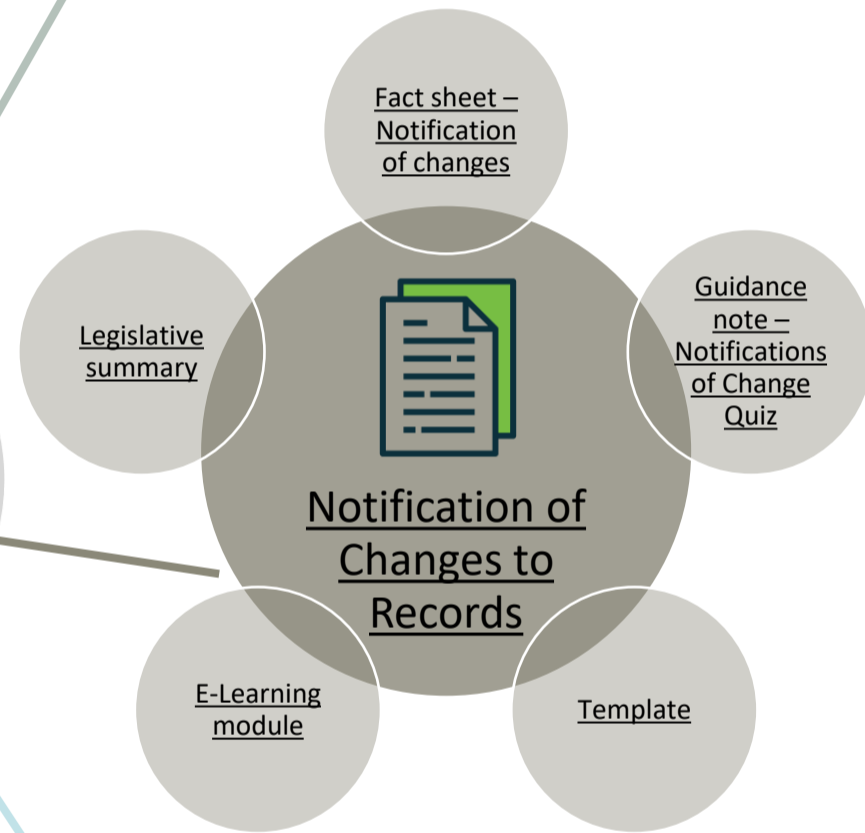 Fact sheet –
Notification
of changes
Legislative
summary
Guidance
note –
Notifications
of Change
Quiz
Notification of
Changes to
Records
E-Learning
module
Template